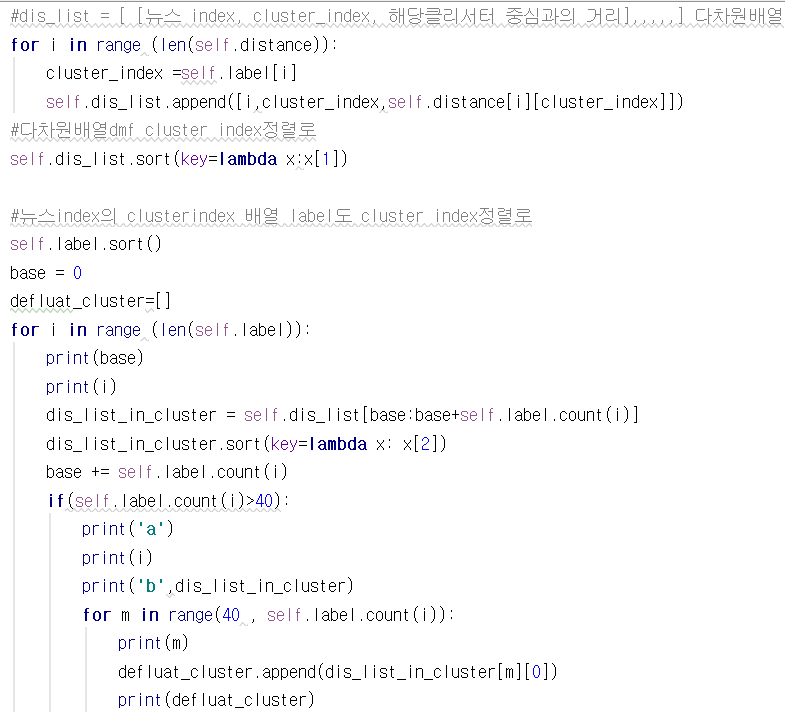 #dis_list = [ [뉴스 index, cluster_index, 해당클리서터 중심과의 거리],,,,,] 다차원배열
for i in range (len(self.distance)):
    cluster_index =self.label[i]
    self.dis_list.append([i,cluster_index,self.distance[i][cluster_index]])
#다차원배열dmf cluster index정렬로
self.dis_list.sort(key=lambda x:x[1])

#뉴스index의 clusterindex 배열 label도 cluster index정렬로
self.label.sort()
base = 0
defluat_cluster=[]
for i in range (len(self.label)):
    print(base)
    print(i)
    dis_list_in_cluster = self.dis_list[base:base+self.label.count(i)]
    dis_list_in_cluster.sort(key=lambda x: x[2])
    base += self.label.count(i)
    if(self.label.count(i)>40):
        print('a')
        print(i)
        print('b',dis_list_in_cluster)
        for m in range(40 , self.label.count(i)):
            print(m)
            defluat_cluster.append(dis_list_in_cluster[m][0])
            print(defluat_cluster)